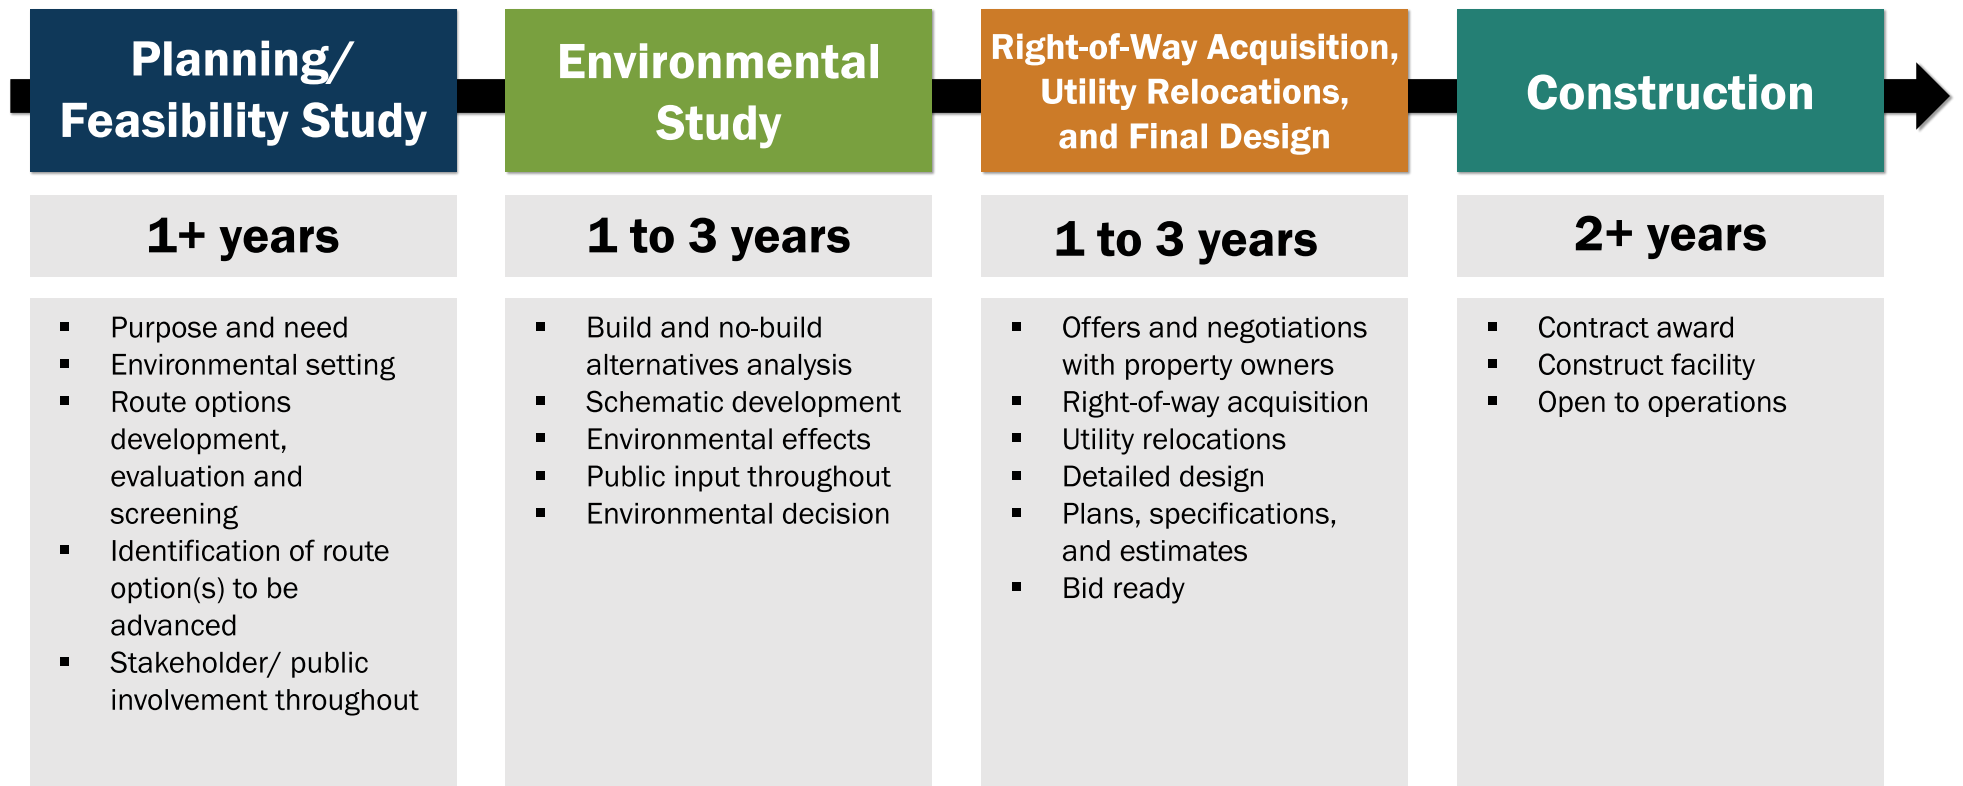 Planning/
Feasibility Study
1+ years
▪ Purpose and need
▪ Environmental setting
▪ Route options
development,
evaluation and
screening
▪ Identification of route
option(s) to be
advanced
▪ Stakeholder/ public
involvement throughout
Environmental
Study
1 to 3 years
▪ Build and no-build
alternatives analysis
▪ Schematic development
▪ Environmental effects
▪ Public input throughout
▪ Environmental decision
Right-of-Way Acquisition,
Utility Relocations,
and Final Design
1 to 3 years
▪ Offers and negotiations
with property owners
▪ Right-of-way acquisition
▪ Utility relocations
▪ Detailed design
▪ Plans, specifications,
and estimates
▪ Bid ready
Construction
2+ years
▪ Contract award
▪ Construct facility
▪ Open to operations